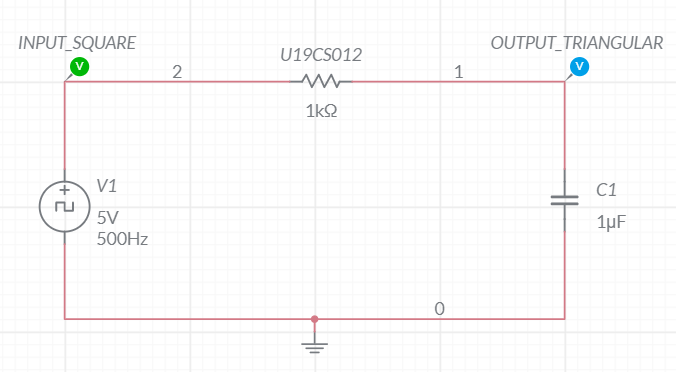 INPUT_SQUARE
U19CS012
OUTPUT_TRIANGULAR
V
V
2
1
1kΩ
+
V1
5V
500Hz
C1
1µF
0